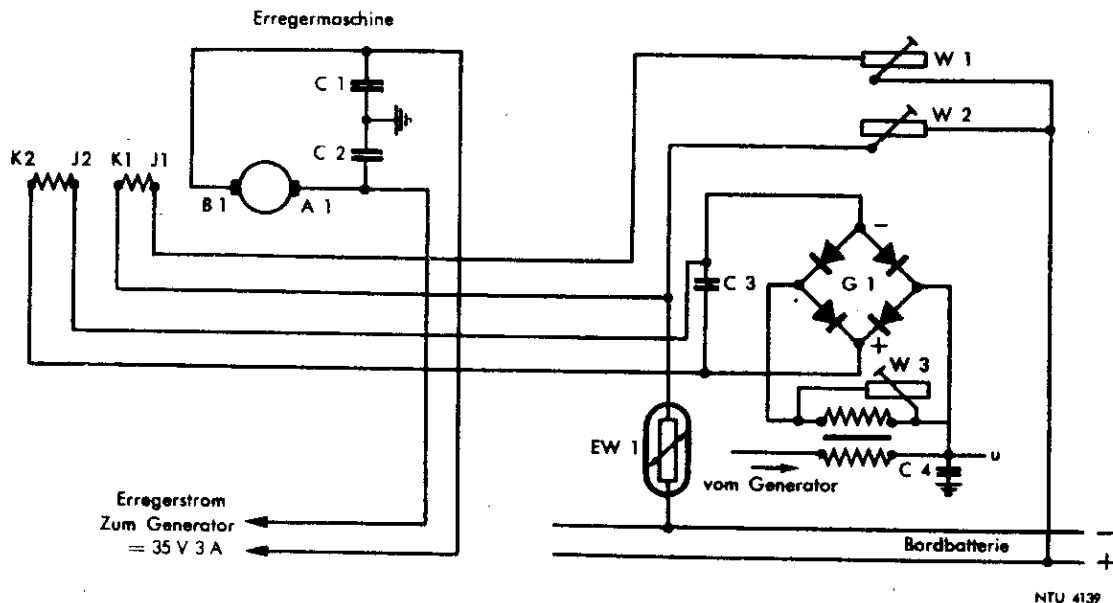 Erregermaschine
W 1
C 1
W 2
C 2
K2 J2 K1 J1
B 1 A 1
−
C 3 G 1
+
W 3
EW 1
u
C 4
vom Generator
Erregerstrom
Zum Generator
= 35 V 3 A
Bordbatterie −
+
NTU 4139